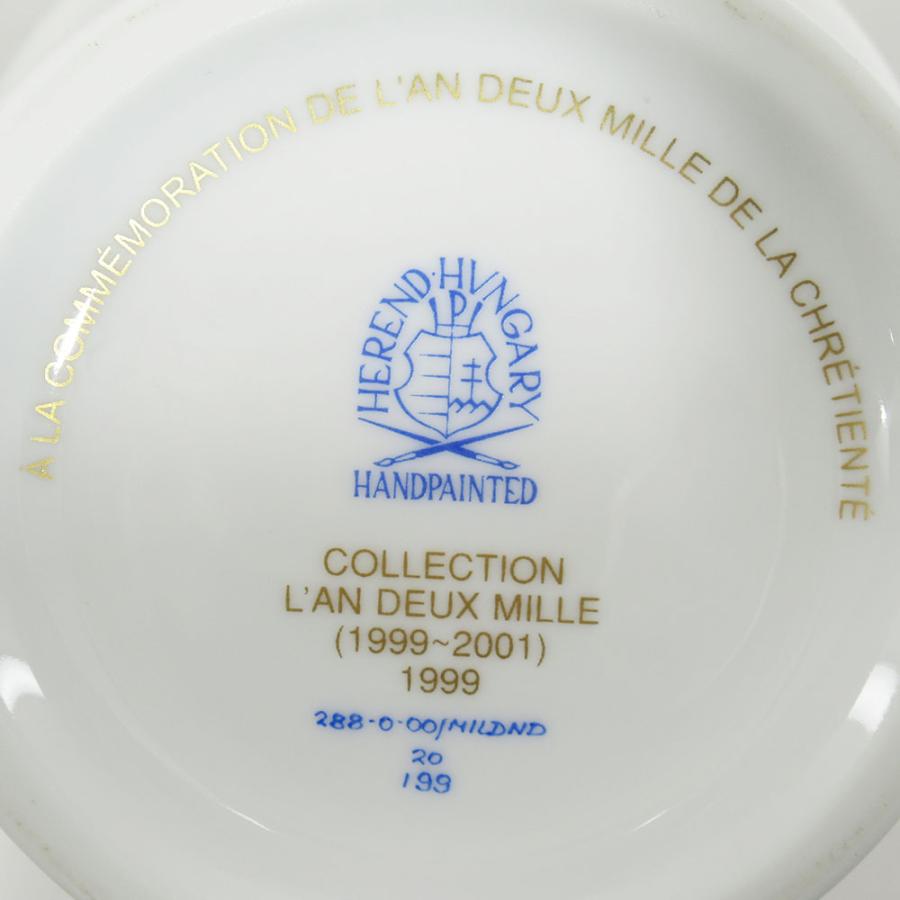 À LA COMMÉMORATION DE L'AN DEUX MILLE DE LA CHRÉTIENTÉ
HEREND·HVNGARY
P
HANDPAINTED
COLLECTION
L'AN DEUX MILLE
(1999~2001)
1999
288-0-00/MILDND
20
199